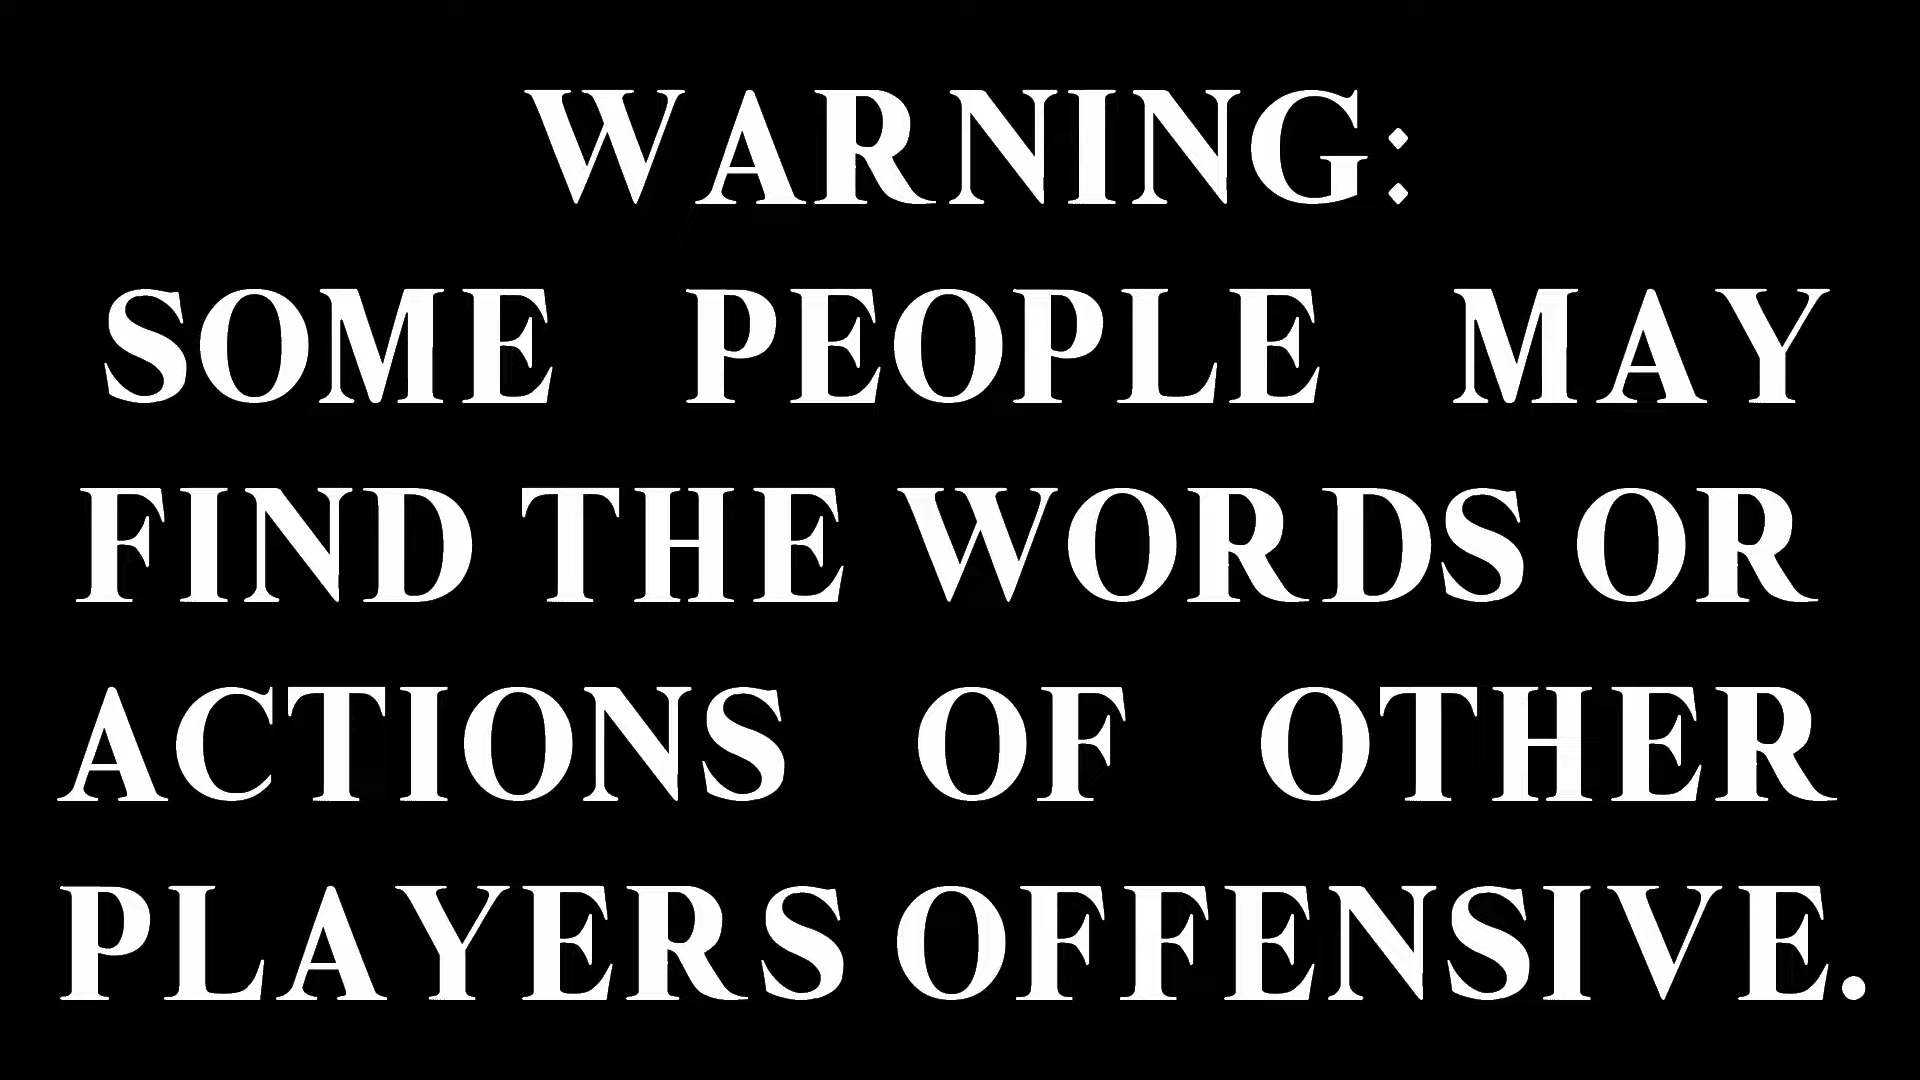 WARNING:
SOME PEOPLE MAY
FIND THE WORDS OR
ACTIONS OF OTHER
PLAYERS OFFENSIVE.